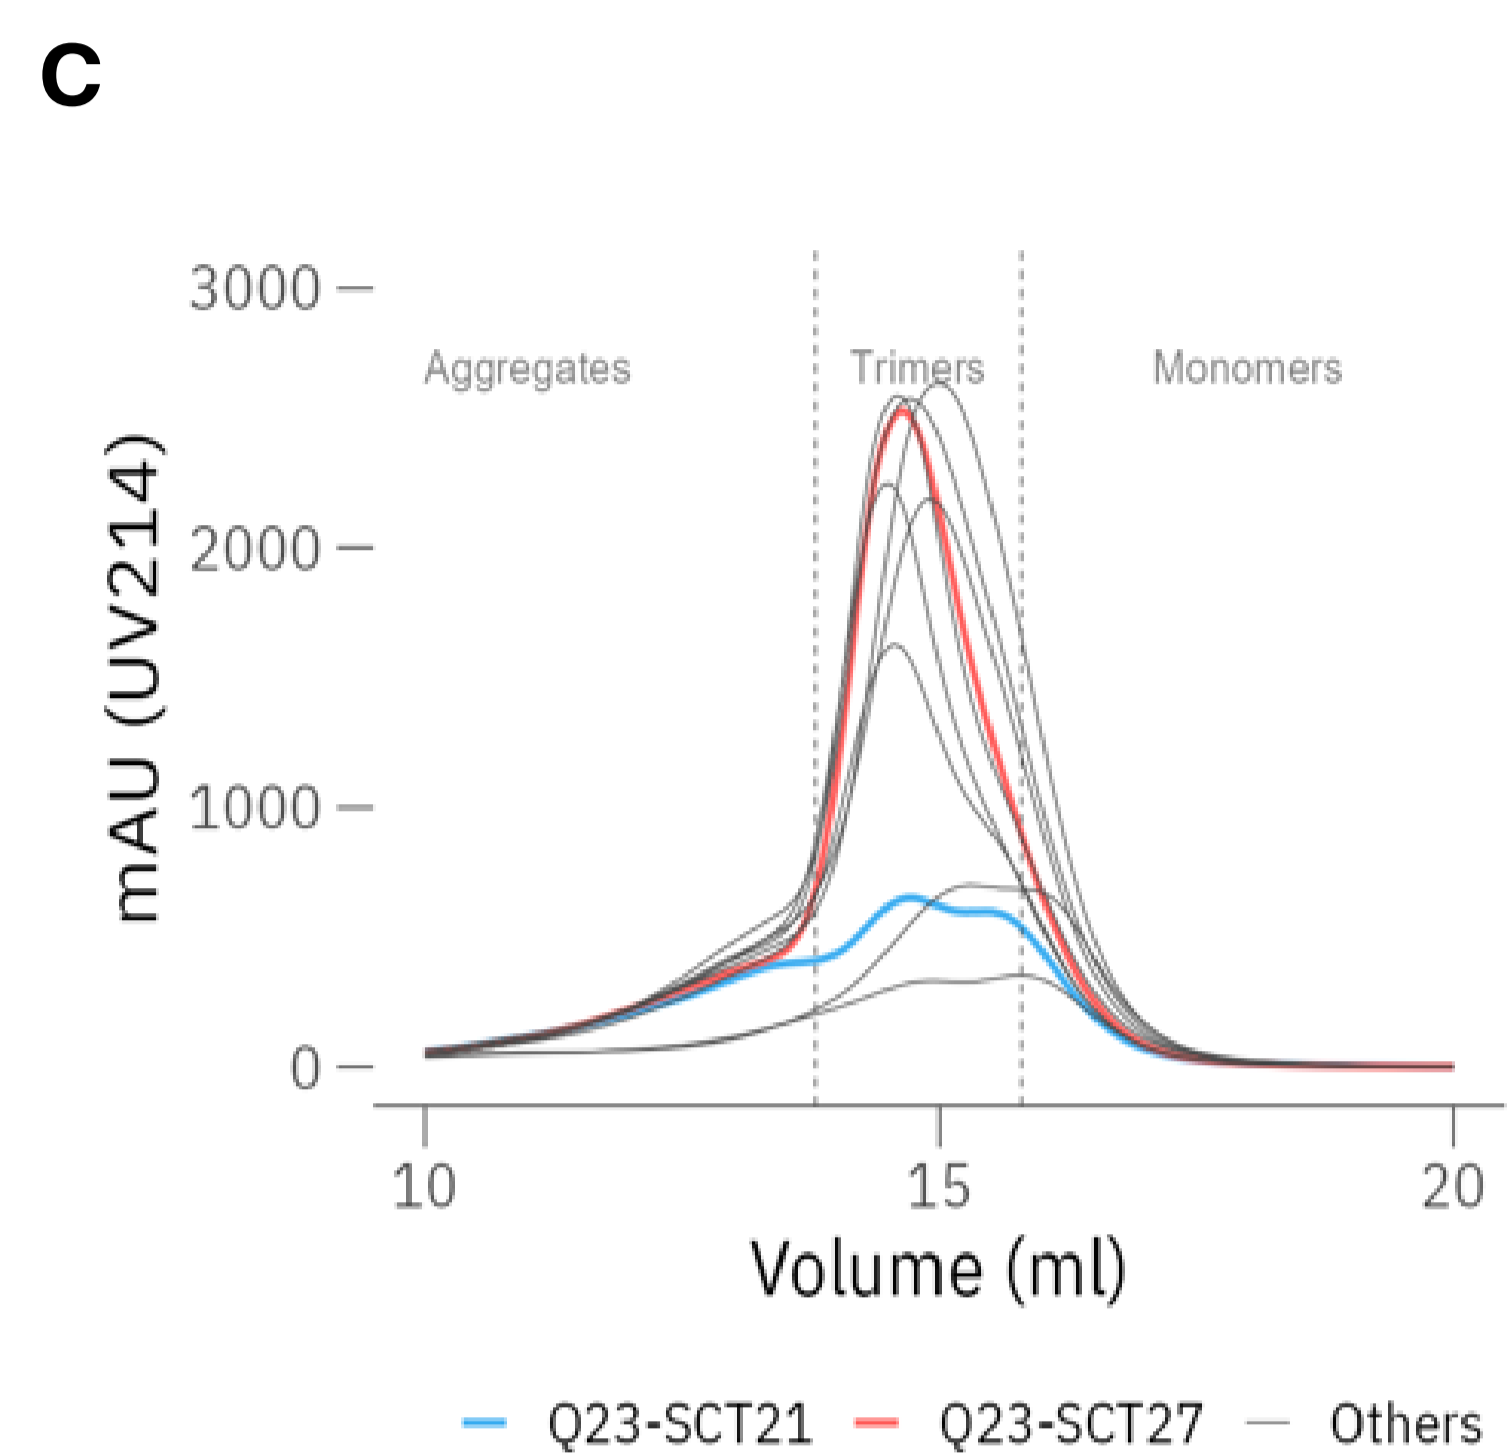 C
3000
Aggregates Trimers Monomers
2000
1000
0
mAU (UV214)
10 15 20
Volume (ml)
Q23-SCT21 Q23-SCT27 Others